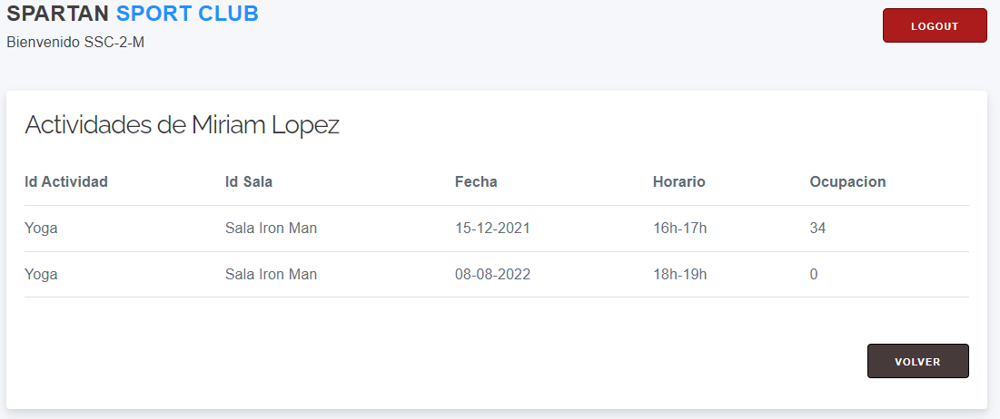 SPARTAN SPORT CLUB
LOGOUT
Bienvenido SSC-2-M
Actividades de Miriam Lopez
Id Actividad Id Sala Fecha Horario Ocupacion
Yoga Sala Iron Man 15-12-2021 16h-17h 34
Yoga Sala Iron Man 08-08-2022 18h-19h 0
VOLVER